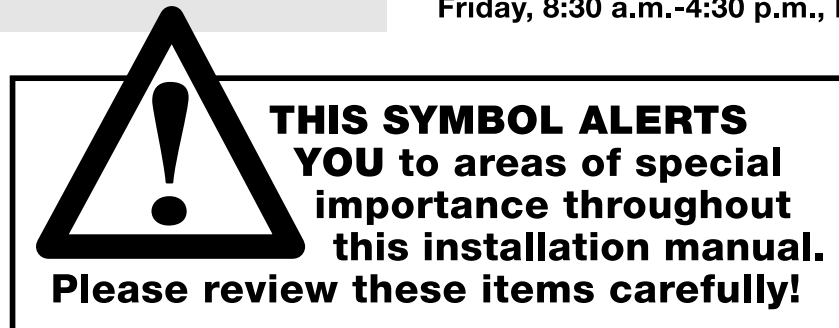 Friday, 8:30 a.m.-4:30 p.m.,
THIS SYMBOL ALERTS
YOU to areas of special
importance throughout
this installation manual.
Please review these items carefully!